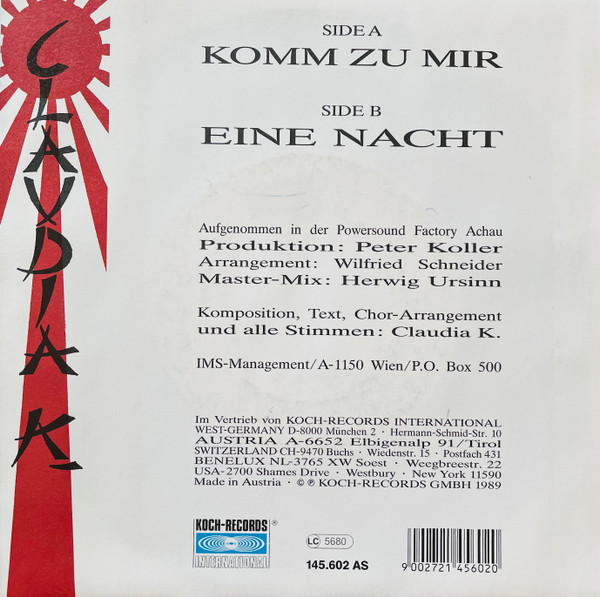 CLAUDIA K.
SIDE A
KOMM ZU MIR
SIDE B
EINE NACHT
Aufgenommen in der Powersound Factory Achau
Produktion: Peter Koller
Arrangement: Wilfried Schneider
Master-Mix: Herwig Ursinn
Komposition, Text, Chor-Arrangement
und alle Stimmen: Claudia K.
IMS-Management/A-1150 Wien/P.O. Box 500
Im Vertrieb von KOCH-RECORDS INTERNATIONAL
WEST-GERMANY D-8000 München 2 · Hermann-Schmid-Str. 10
AUSTRIA A-6652 Elbigenalp 91/Tirol
SWITZERLAND CH-9470 Buchs · Wiedenstr. 15 · Postfach 431
BENELUX NL-3765 XW Soest · Weegbreestr. 22
USA-2700 Shames Drive · Westbury · New York 11590
Made in Austria · © ℗ KOCH-RECORDS GMBH 1989
KOCH-RECORDS®
INTERNATIONAL
LC 5680
145.602 AS
9 002721 456020